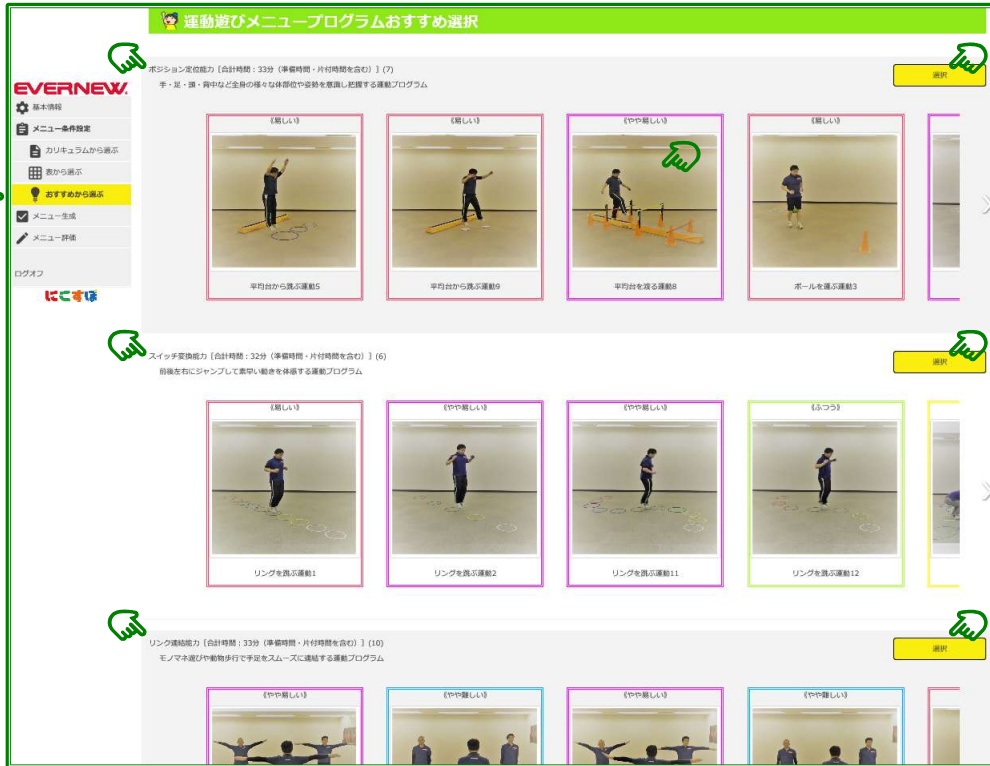 運動遊びメニュープログラムおすすめ選択
EVERNEW.
基本情報
メニュー条件設定
カリキュラムから選ぶ
表から選ぶ
おすすめから選ぶ
メニュー生成
メニュー評価
ログオフ
にこすぽ
ポジション定位能力 [合計時間:33分(準備時間・片付時間を含む)] (7)
手・足・頭・背中など全身の様々な体部位や姿勢を意識し把握する運動プログラム
選択
《易しい》
《易しい》
《やや易しい》
《易しい》
平均台から跳ぶ運動5
平均台から跳ぶ運動9
平均台を渡る運動8
ボールを運ぶ運動3
スイッチ変換能力 [合計時間:32分(準備時間・片付時間を含む)] (6)
前後左右にジャンプして素早い動きを体感する運動プログラム
選択
《易しい》
《やや易しい》
《やや易しい》
《ふつう》
リングを跳ぶ運動1
リングを跳ぶ運動2
リングを跳ぶ運動11
リングを跳ぶ運動12
リンク連結能力 [合計時間:33分(準備時間・片付時間を含む)] (10)
モノマネ遊びや動物歩行で手足をスムーズに連結する運動プログラム
選択
《やや易しい》
《やや難しい》
《やや易しい》
《やや難しい》